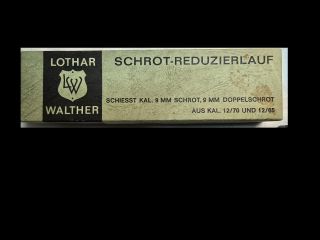 LOTHAR
LW
WALTHER
SCHROT-REDUZIERLAUF
SCHIESST KAL. 9 MM SCHROT, 9 MM DOPPELSCHROT
AUS KAL. 12/70 UND 12/65